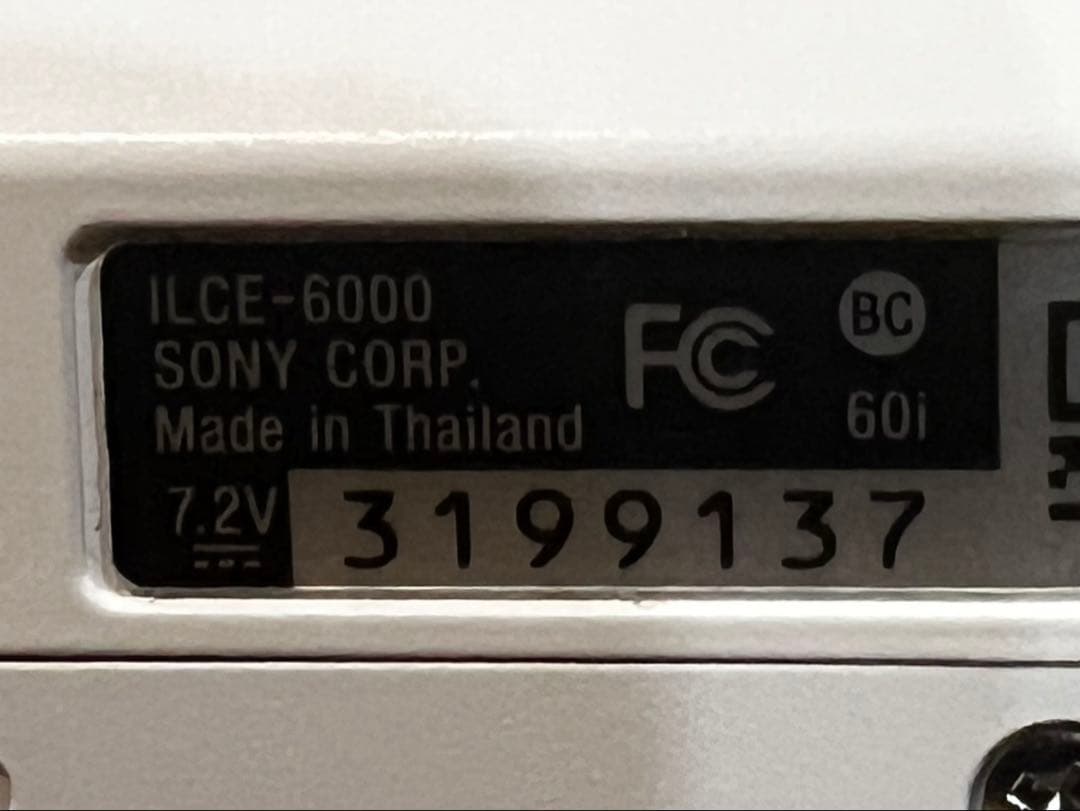 ILCE-6000
SONY CORP.
Made in Thailand
FC
BC
60i
7.2V
3199137